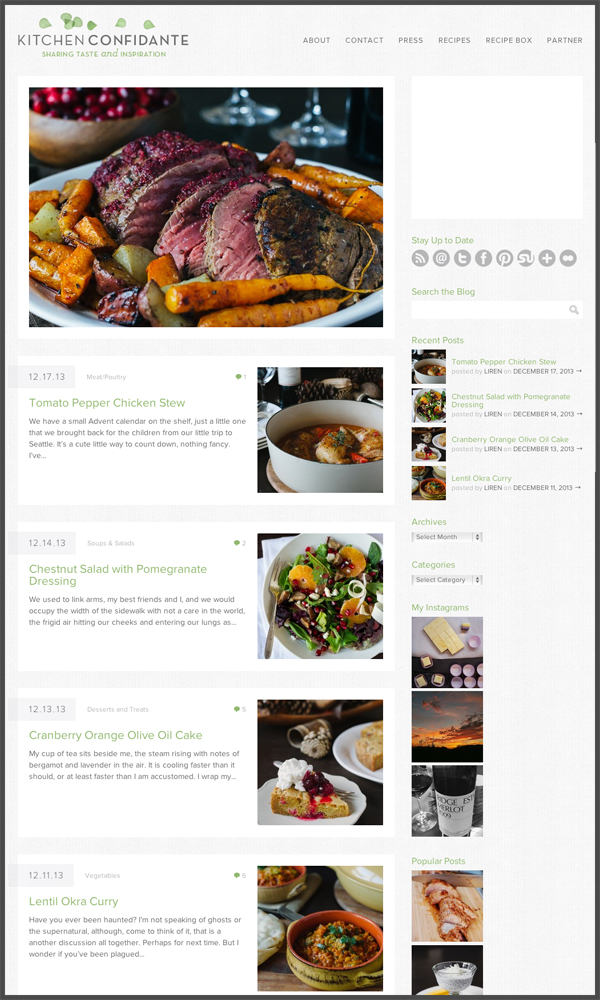 KITCHEN CONFIDANTE
SHARING TASTE and INSPIRATION
ABOUT CONTACT PRESS RECIPES RECIPE BOX PARTNER
12.17.13 Meat/Poultry 1
Tomato Pepper Chicken Stew
We have a small Advent calendar on the shelf, just a little one
that we brought back for the children from our little trip to
Seattle. It's a cute little way to count down, nothing fancy.
I've...
12.14.13 Soups & Salads 2
Chestnut Salad with Pomegranate
Dressing
We used to link arms, my best friends and I, and we would
occupy the width of the sidewalk with not a care in the world,
the frigid air hitting our cheeks and entering our lungs as...
12.13.13 Desserts and Treats 5
Cranberry Orange Olive Oil Cake
My cup of tea sits beside me, the steam rising with notes of
bergamot and lavender in the air. It is cooling faster than it
should, or at least faster than I am accustomed. I wrap my...
12.11.13 Vegetables 6
Lentil Okra Curry
Have you ever been haunted? I'm not speaking of ghosts or
the supernatural, although, come to think of it, that is a
another discussion all together. Perhaps for next time. But I
wonder if you've been plagued...
Stay Up to Date
Search the Blog
Recent Posts
Tomato Pepper Chicken Stew
posted by LIREN on DECEMBER 17, 2013 →
Chestnut Salad with Pomegranate
Dressing
posted by LIREN on DECEMBER 14, 2013 →
Cranberry Orange Olive Oil Cake
posted by LIREN on DECEMBER 13, 2013 →
Lentil Okra Curry
posted by LIREN on DECEMBER 11, 2013 →
Archives
Select Month
Categories
Select Category
My Instagrams
RIDGE EST
MERLOT
2009
Popular Posts